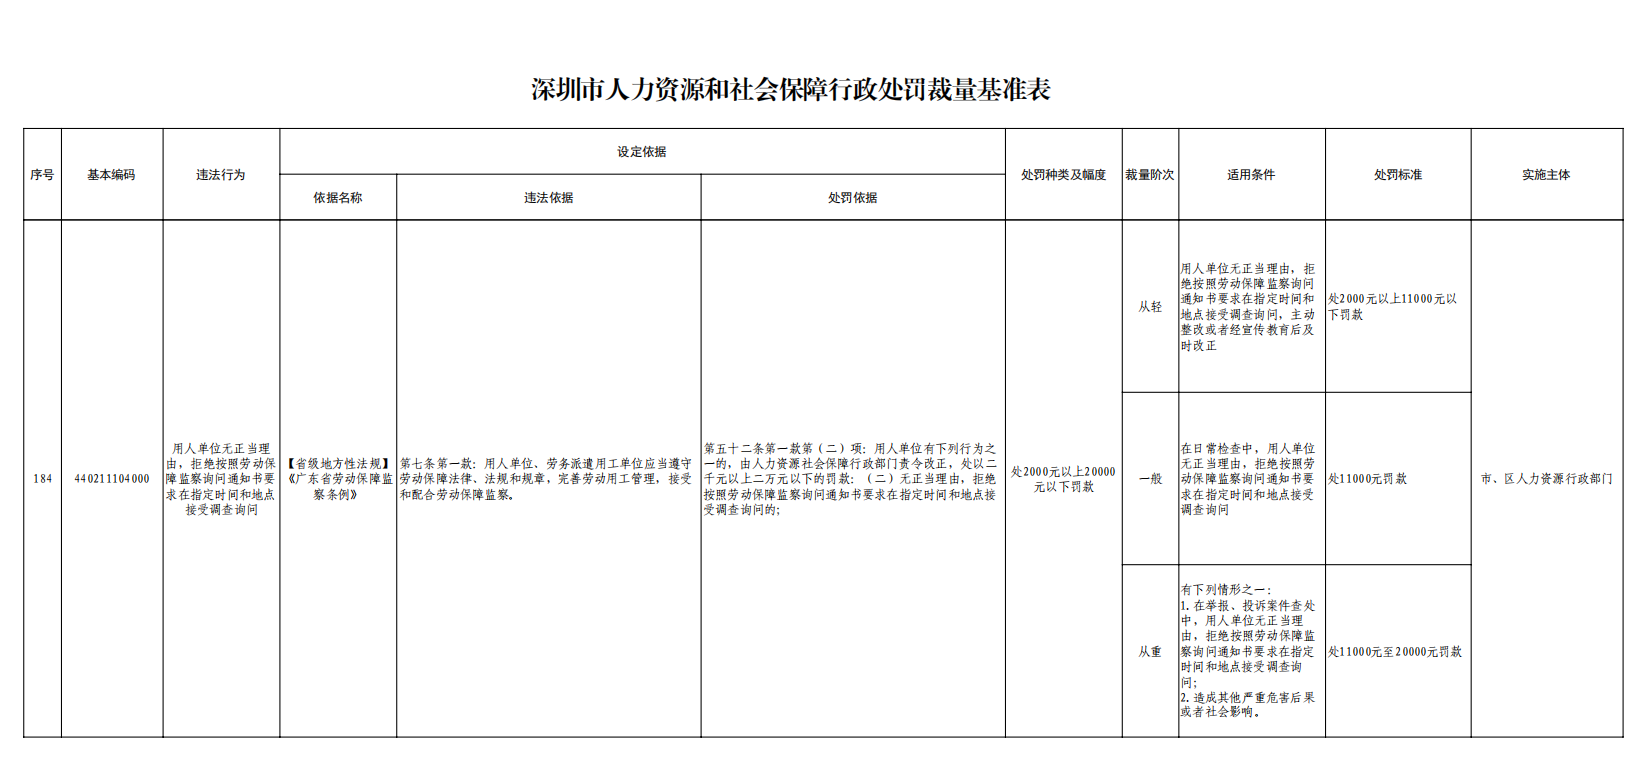 深圳市人力资源和社会保障行政处罚裁量基准表
序号
基本编码
违法行为
设定依据
依据名称
违法依据
处罚依据
处罚种类及幅度
裁量阶次
适用条件
处罚标准
实施主体
184
440211104000
用人单位无正当理
由，拒绝按照劳动保
障监察询问通知书要
求在指定时间和地点
接受调查询问
【省级地方性法规】
《广东省劳动保障监
察条例》
第七条第一款：用人单位、劳务派遣用工单位应当遵守
劳动保障法律、法规和规章，完善劳动用工管理，接受
和配合劳动保障监察。
第五十二条第一款第（二）项：用人单位有下列行为之
一的，由人力资源社会保障行政部门责令改正，处以二
千元以上二万元以下的罚款：（二）无正当理由，拒绝
按照劳动保障监察询问通知书要求在指定时间和地点接
受调查询问的；
处2000元以上20000
元以下罚款
从轻
用人单位无正当理由，拒
绝按照劳动保障监察询问
通知书要求在指定时间和
地点接受调查询问，主动
整改或者经宣传教育后及
时改正
处2000元以上11000元以
下罚款
一般
在日常检查中，用人单位
无正当理由，拒绝按照劳
动保障监察询问通知书要
求在指定时间和地点接受
调查询问
处11000元罚款
从重
有下列情形之一：
1.在举报、投诉案件查处
中，用人单位无正当理
由，拒绝按照劳动保障监
察询问通知书要求在指定
时间和地点接受调查询
问；
2.造成其他严重危害后果
或者社会影响。
处11000元至20000元罚款
市、区人力资源行政部门